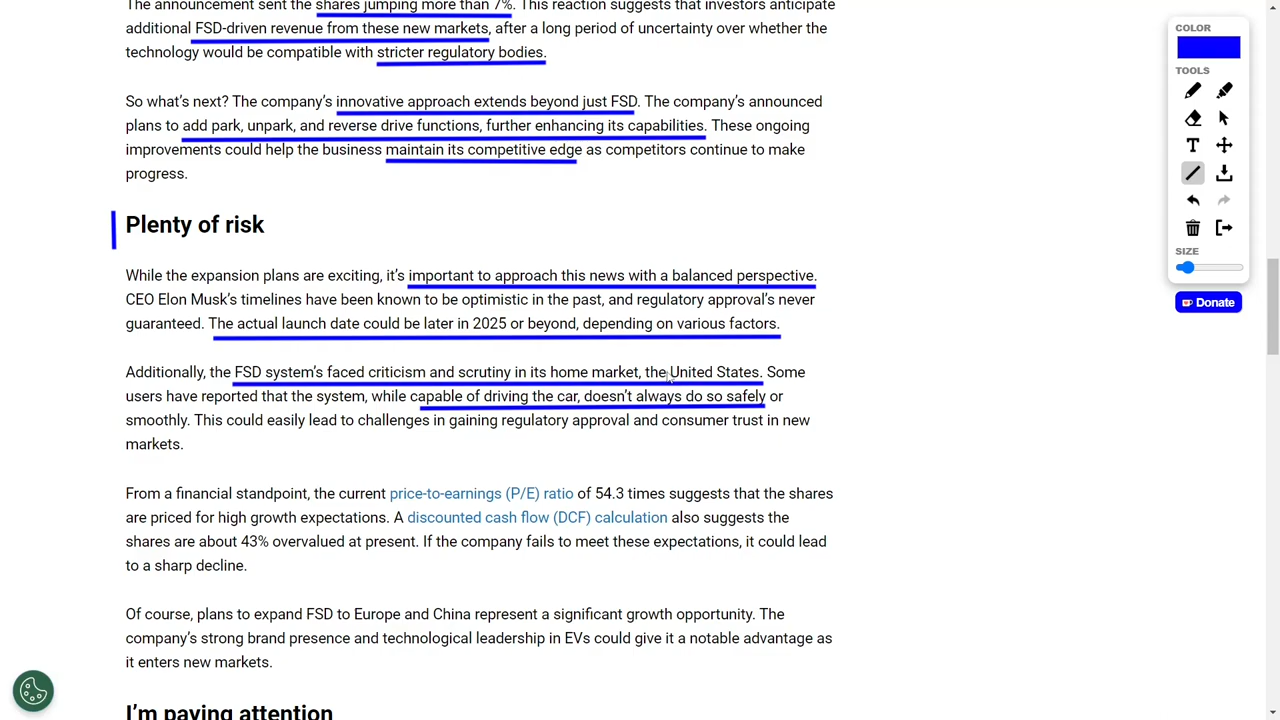 The announcement sent the shares jumping more than 7%. This reaction suggests that investors anticipate
additional FSD-driven revenue from these new markets, after a long period of uncertainty over whether the
technology would be compatible with stricter regulatory bodies.
So what’s next? The company’s innovative approach extends beyond just FSD. The company’s announced
plans to add park, unpark, and reverse drive functions, further enhancing its capabilities. These ongoing
improvements could help the business maintain its competitive edge as competitors continue to make
progress.
Plenty of risk
While the expansion plans are exciting, it’s important to approach this news with a balanced perspective.
CEO Elon Musk’s timelines have been known to be optimistic in the past, and regulatory approval’s never
guaranteed. The actual launch date could be later in 2025 or beyond, depending on various factors.
Additionally, the FSD system’s faced criticism and scrutiny in its home market, the United States. Some
users have reported that the system, while capable of driving the car, doesn’t always do so safely or
smoothly. This could easily lead to challenges in gaining regulatory approval and consumer trust in new
markets.
From a financial standpoint, the current price-to-earnings (P/E) ratio of 54.3 times suggests that the shares
are priced for high growth expectations. A discounted cash flow (DCF) calculation also suggests the
shares are about 43% overvalued at present. If the company fails to meet these expectations, it could lead
to a sharp decline.
Of course, plans to expand FSD to Europe and China represent a significant growth opportunity. The
company’s strong brand presence and technological leadership in EVs could give it a notable advantage as
it enters new markets.
I’m paying attention
COLOR
TOOLS
T
SIZE
Donate